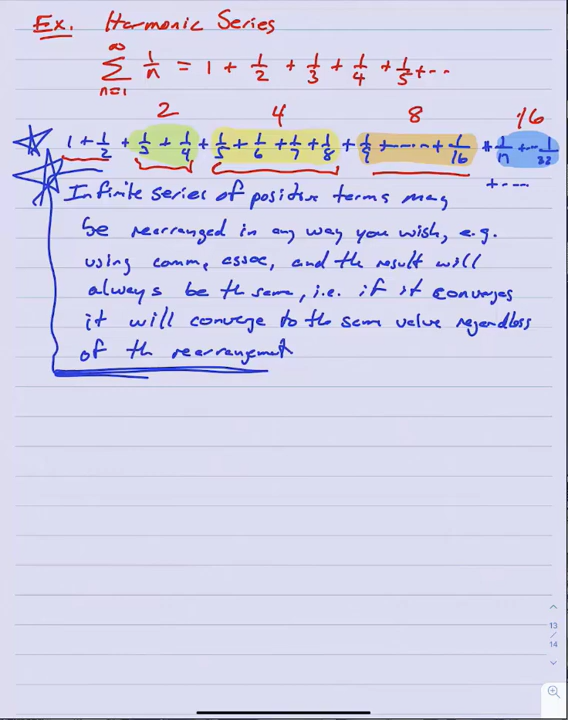 Ex. Harmonic Series
∞ ∑ n=1 1/n = 1 + 1/2 + 1/3 + 1/4 + 1/5 + ...
2 4 8 16
1 + 1/2 + 1/3 + 1/4 + 1/5 + 1/6 + 1/7 + 1/8 + 1/9 + ... + 1/16 + 1/17 + ... 1/32
+ ...
Infinite series of positive terms may
be rearranged in any way you wish, e.g.
using comm, assoc, and the result will
always be the same, i.e. if it converges
it will converge to the same value regardless
of the rearrangement
13
/
14